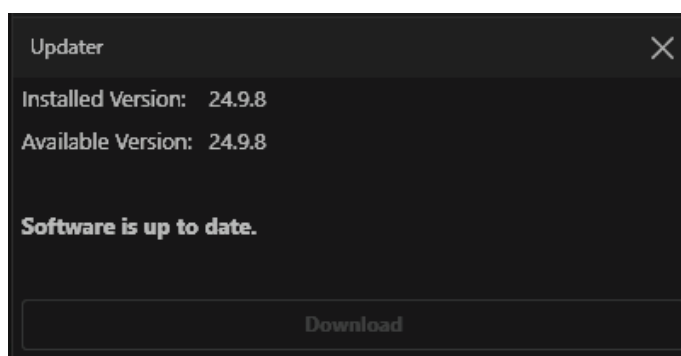 Updater
Installed Version: 24.9.8
Available Version: 24.9.8
Software is up to date.
Download